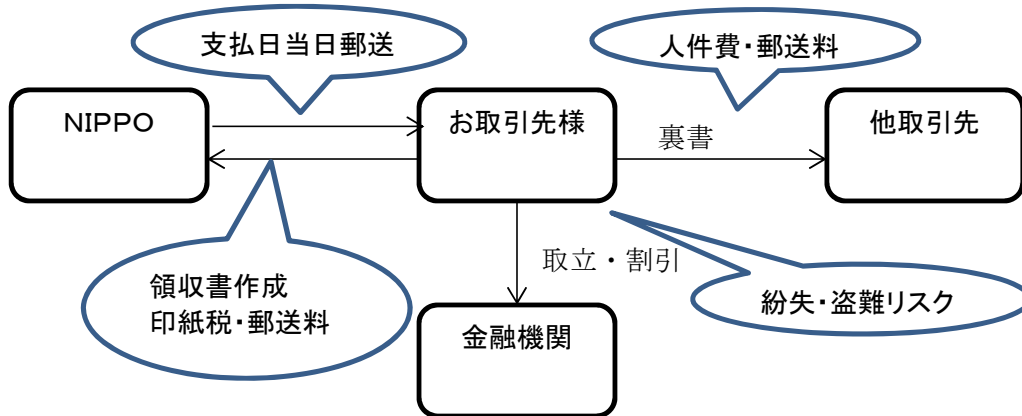 支払日当日郵送
人件費・郵送料
NIPPO
お取引先様
他取引先
裏書
取立・割引
領収書作成
印紙税・郵送料
紛失・盗難リスク
金融機関